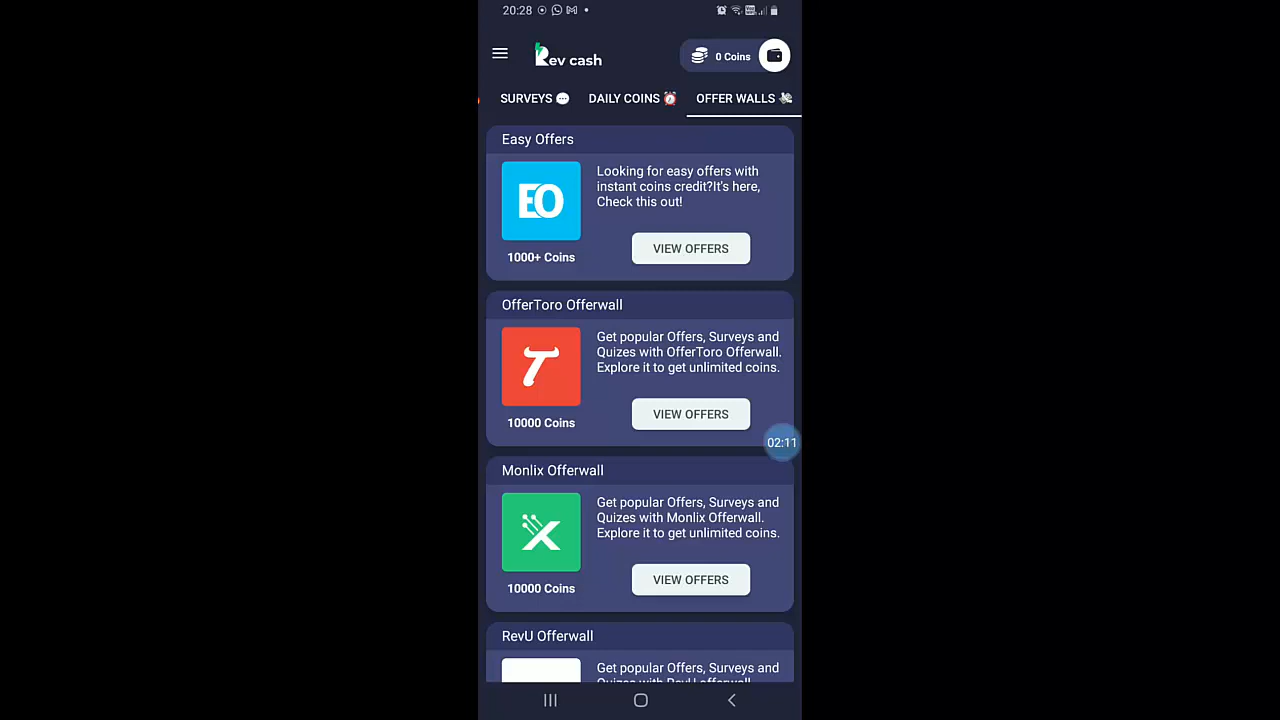 20:28
Rev cash
0 Coins
SURVEYS
DAILY COINS
OFFER WALLS
Easy Offers
EO
Looking for easy offers with
instant coins credit?It's here,
Check this out!
1000+ Coins
VIEW OFFERS
OfferToro Offerwall
T
Get popular Offers, Surveys and
Quizes with OfferToro Offerwall.
Explore it to get unlimited coins.
10000 Coins
VIEW OFFERS
02:11
Monlix Offerwall
Get popular Offers, Surveys and
Quizes with Monlix Offerwall.
Explore it to get unlimited coins.
10000 Coins
VIEW OFFERS
RevU Offerwall
Get popular Offers, Surveys and
Quizes with RevU offerwall